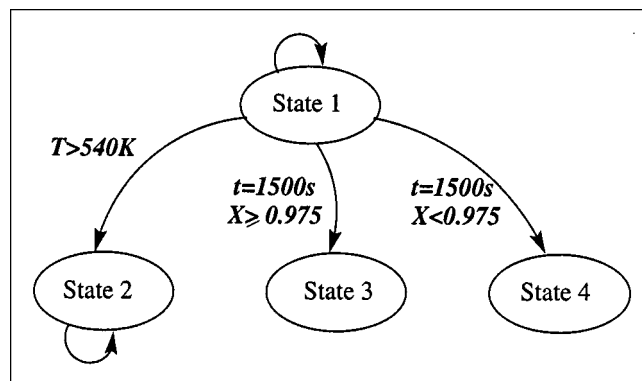 State 1
T>540K
t=1500s
X⩾0.975
t=1500s
X<0.975
State 2
State 3
State 4